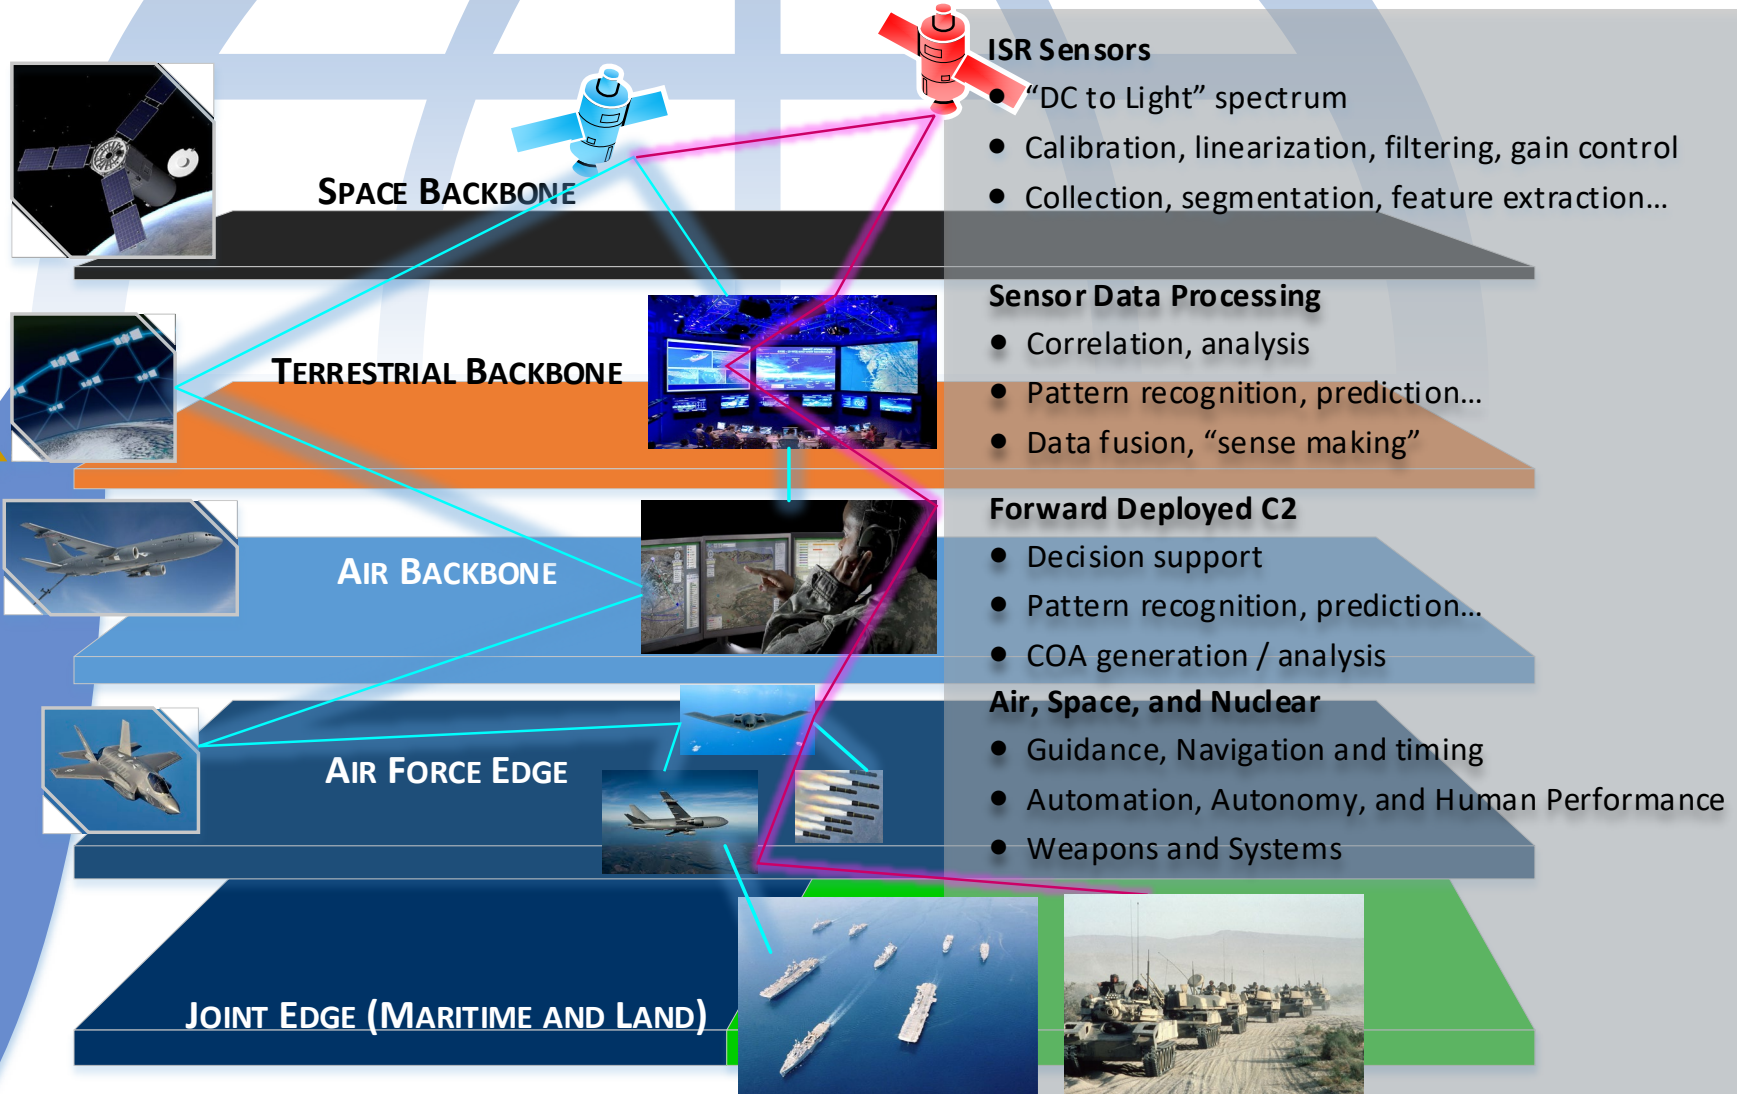 SPACE BACKBONE
TERRESTRIAL BACKBONE
AIR BACKBONE
AIR FORCE EDGE
JOINT EDGE (MARITIME AND LAND)
ISR Sensors
• “DC to Light” spectrum
• Calibration, linearization, filtering, gain control
• Collection, segmentation, feature extraction…
Sensor Data Processing
• Correlation, analysis
• Pattern recognition, prediction…
• Data fusion, “sense making”
Forward Deployed C2
• Decision support
• Pattern recognition, prediction…
• COA generation / analysis
Air, Space, and Nuclear
• Guidance, Navigation and timing
• Automation, Autonomy, and Human Performance
• Weapons and Systems